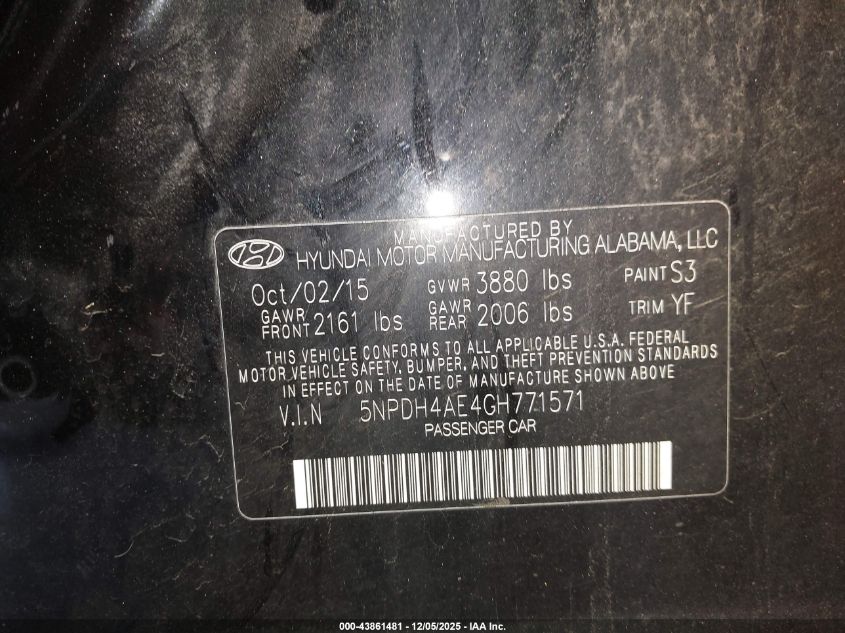 MANUFACTURED BY
HYUNDAI MOTOR MANUFACTURING ALABAMA, LLC
Oct/02/15 GVWR 3880 lbs PAINT S3
GAWR FRONT 2161 lbs GAWR REAR 2006 lbs TRIM YF
THIS VEHICLE CONFORMS TO ALL APPLICABLE U.S.A. FEDERAL
MOTOR VEHICLE SAFETY, BUMPER, AND THEFT PREVENTION STANDARDS
IN EFFECT ON THE DATE OF MANUFACTURE SHOWN ABOVE
V.I.N 5NPDH4AE4GH771571
PASSENGER CAR
000-43861481 - 12/05/2025 - IAA Inc.